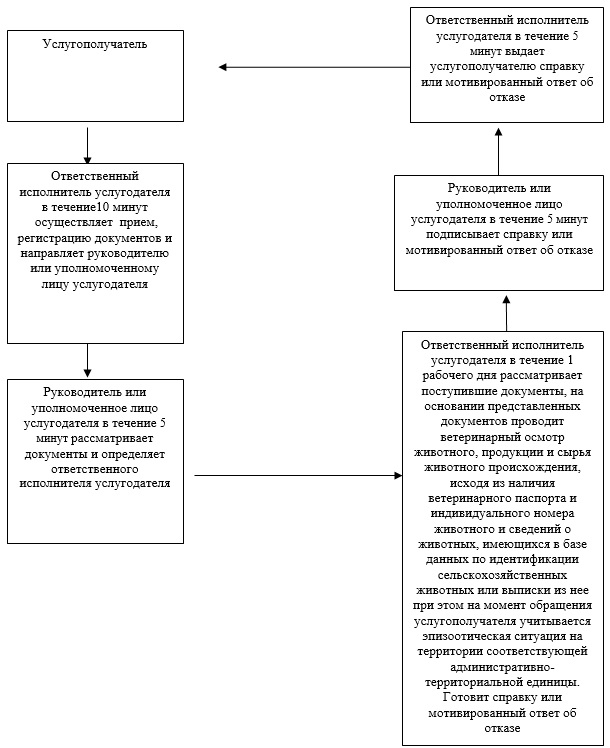 Услугополучатель
Ответственный
исполнитель услугодателя
в течение10 минут
осуществляет прием,
регистрацию документов и
направляет руководителю
или уполномоченному
лицу услугодателя
Руководитель или
уполномоченное лицо
услугодателя в течение 5
минут рассматривает
документы и определяет
ответственного
исполнителя услугодателя
Ответственный исполнитель
услугодателя в течение 1
рабочего дня рассматривает
поступившие документы, на
основании представленных
документов проводит
ветеринарный осмотр
животного, продукции и сырья
животного происхождения,
исходя из наличия
ветеринарного паспорта и
индивидуального номера
животного и сведений о
животных, имеющихся в базе
данных по идентификации
сельскохозяйственных
животных или выписки из нее
при этом на момент обращения
услугополучателя учитывается
эпизоотическая ситуация на
территории соответствующей
административно-
территориальной единицы.
Готовит справку или
мотивированный ответ об
отказе
Руководитель или
уполномоченное лицо
услугодателя в течение 5 минут
подписывает справку или
мотивированный ответ об отказе
Ответственный исполнитель
услугодателя в течение 5
минут выдает
услугополучателю справку
или мотивированный ответ об
отказе